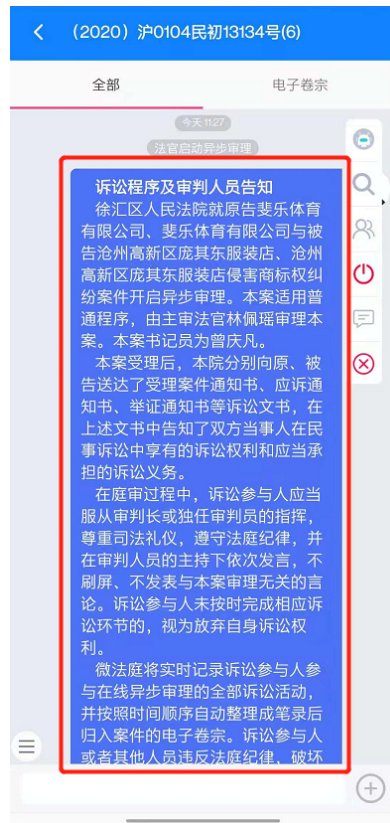 （2020）沪0104民初13134号(6)
全部
电子卷宗
今天 11:27
法官启动异步审理
诉讼程序及审判人员告知
徐汇区人民法院就原告斐乐体育
有限公司、斐乐体育有限公司与被
告沧州高新区庞其东服装店、沧州
高新区庞其东服装店侵害商标权纠
纷案件开启异步审理。本案适用普
通程序，由主审法官林佩瑶审理本
案。本案书记员为曾庆凡。
本案受理后，本院分别向原、被
告送达了受理案件通知书、应诉通
知书、举证通知书等诉讼文书，在
上述文书中告知了双方当事人在民
事诉讼中享有的诉讼权利和应当承
担的诉讼义务。
在庭审过程中，诉讼参与人应当
服从审判长或独任审判员的指挥，
尊重司法礼仪，遵守法庭纪律，并
在审判人员的主持下依次发言，不
刷屏、不发表与本案审理无关的言
论。诉讼参与人未按时完成相应诉
讼环节的，视为放弃自身诉讼权
利。
微法庭将实时记录诉讼参与人参
与在线异步审理的全部诉讼活动，
并按照时间顺序自动整理成笔录后
归入案件的电子卷宗。诉讼参与人
或者其他人员违反法庭纪律，破坏